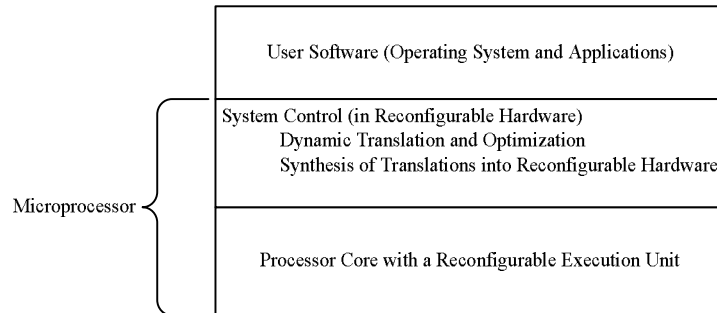 User Software (Operating System and Applications)
System Control (in Reconfigurable Hardware)
Dynamic Translation and Optimization
Synthesis of Translations into Reconfigurable Hardware
Microprocessor
Processor Core with a Reconfigurable Execution Unit